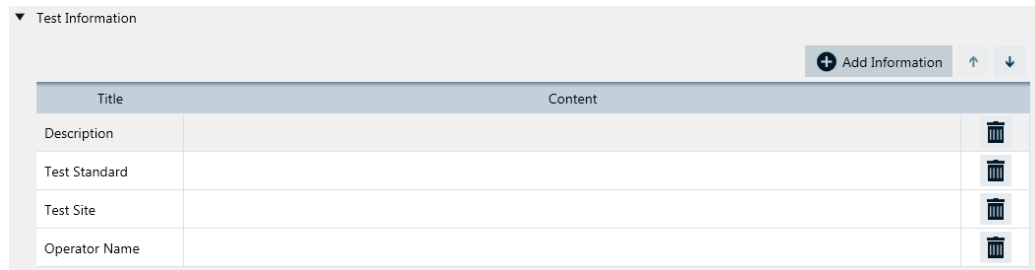 Test Information
Add Information
Title Content
Description
Test Standard
Test Site
Operator Name